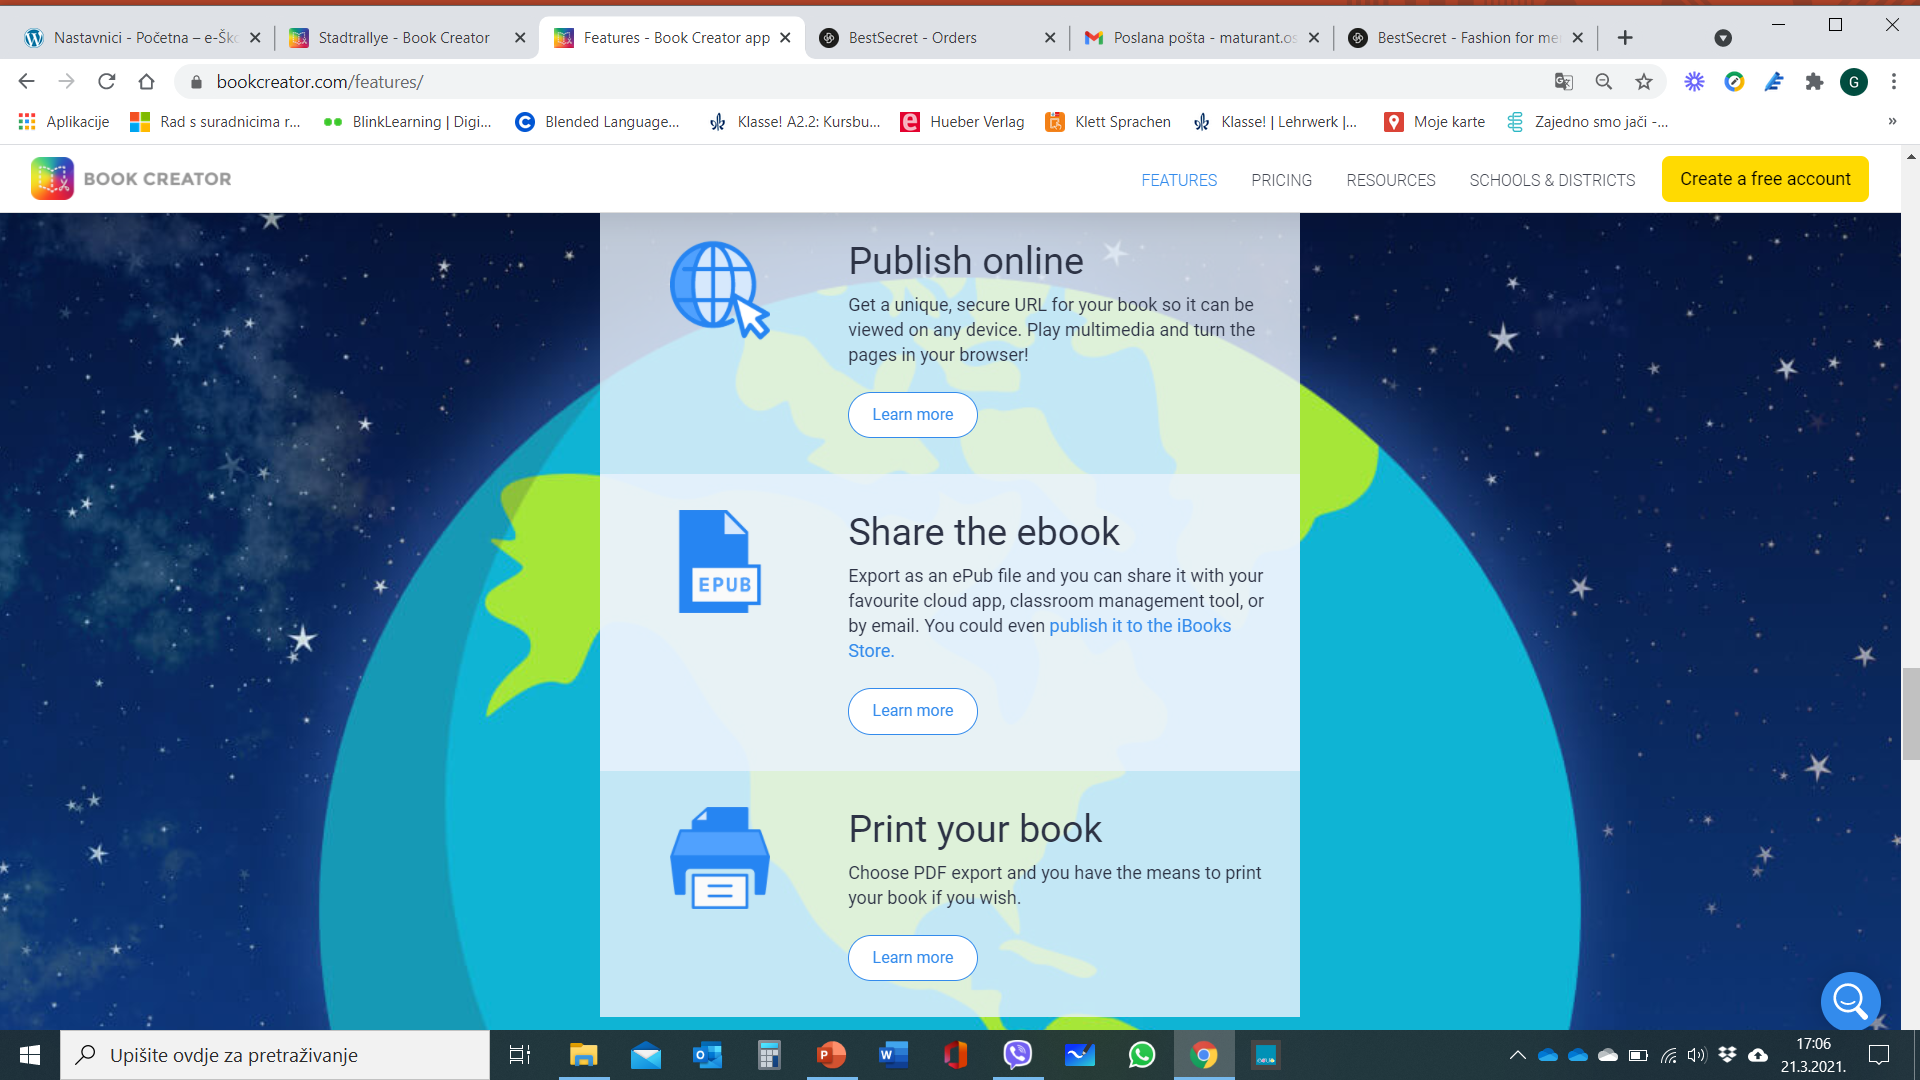 Nastavnici - Početna – e-Ško
Stadtrallye - Book Creator
Features - Book Creator app
BestSecret - Orders
Poslana pošta - maturant.os
BestSecret - Fashion for me
bookcreator.com/features/
G
Aplikacije
Rad s suradnicima r...
BlinkLearning | Digi...
Blended Language...
Klasse! A2.2: Kursbu...
Hueber Verlag
Klett Sprachen
Klasse! | Lehrwerk |...
Moje karte
Zajedno smo jači -...
»
BOOK CREATOR
FEATURES
PRICING
RESOURCES
SCHOOLS & DISTRICTS
Create a free account
Publish online
Get a unique, secure URL for your book so it can be
viewed on any device. Play multimedia and turn the
pages in your browser!
Learn more
EPUB
Share the ebook
Export as an ePub file and you can share it with your
favourite cloud app, classroom management tool, or
by email. You could even publish it to the iBooks
Store.
Learn more
Print your book
Choose PDF export and you have the means to print
your book if you wish.
Learn more
Upišite ovdje za pretraživanje
17:06
21.3.2021.